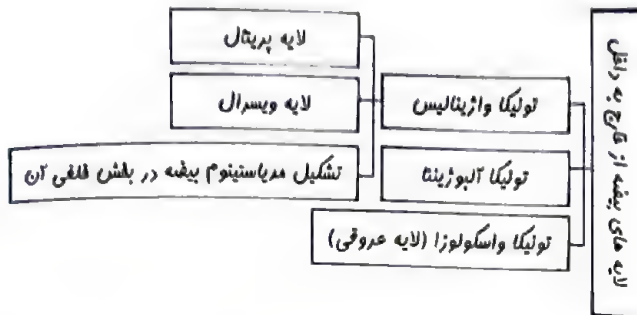 لایه های بیضه از خارج به داخل
تونیکا واژینالیس
لایه پریتال
لایه ویسرال
تونیکا آلبوژینئا
تشکیل مدیاستینوم بیضه در بخش خلفی آن
تونیکا واسکولوزا (لایه عروقی)